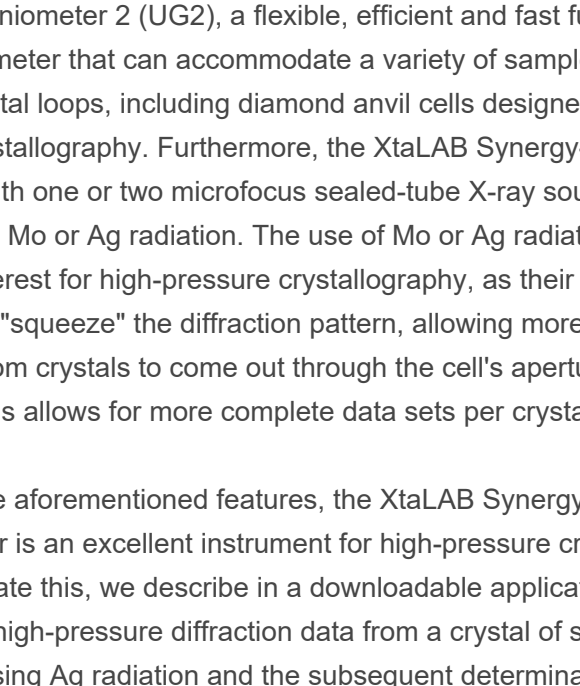 niometer 2 (UG2), a flexible, efficient and fast fu
meter that can accommodate a variety of sampl
tal loops, including diamond anvil cells designe
stallography. Furthermore, the XtaLAB Synergy-
th one or two microfocus sealed-tube X-ray sou
Mo or Ag radiation. The use of Mo or Ag radiat
erest for high-pressure crystallography, as their
"squeeze" the diffraction pattern, allowing more
om crystals to come out through the cell's apertu
s allows for more complete data sets per crysta
e aforementioned features, the XtaLAB Synergy
r is an excellent instrument for high-pressure cr
ate this, we describe in a downloadable applica
high-pressure diffraction data from a crystal of s
sing Ag radiation and the subsequent determina